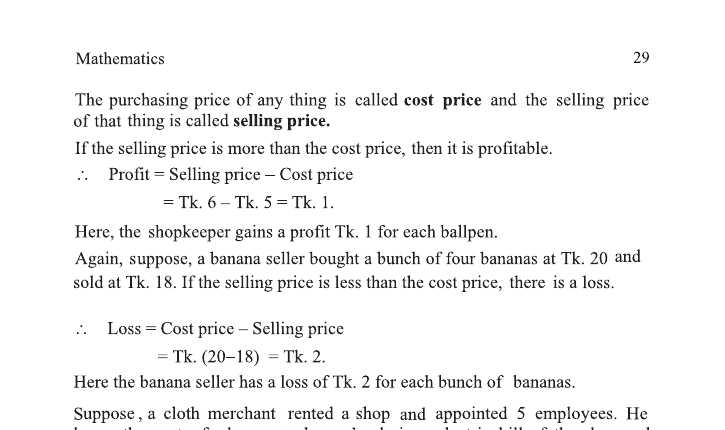 Mathematics 29
The purchasing price of any thing is called cost price and the selling price
of that thing is called selling price.
If the selling price is more than the cost price, then it is profitable.
∴ Profit = Selling price – Cost price
= Tk. 6 – Tk. 5 = Tk. 1.
Here, the shopkeeper gains a profit Tk. 1 for each ballpen.
Again, suppose, a banana seller bought a bunch of four bananas at Tk. 20 and
sold at Tk. 18. If the selling price is less than the cost price, there is a loss.
∴ Loss = Cost price – Selling price
= Tk. (20–18) = Tk. 2.
Here the banana seller has a loss of Tk. 2 for each bunch of bananas.
Suppose, a cloth merchant rented a shop and appointed 5 employees. He